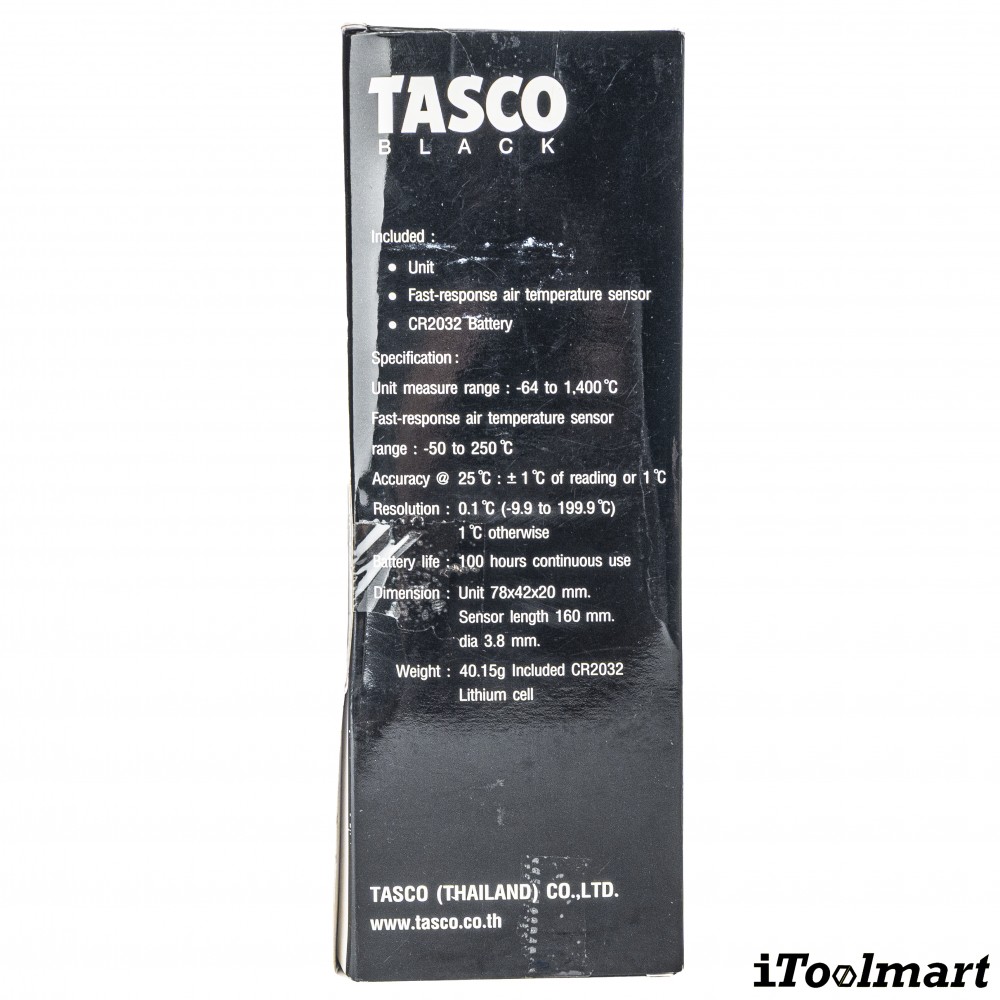 TASCO
BLACK
Included :
• Unit
• Fast-response air temperature sensor
• CR2032 Battery
Specification :
Unit measure range : -64 to 1,400°C
Fast-response air temperature sensor
range : -50 to 250°C
Accuracy @ 25°C : ± 1°C of reading or 1°C
Resolution : 0.1°C (-9.9 to 199.9°C)
1°C otherwise
Battery life : 100 hours continuous use
Dimension : Unit 78x42x20 mm.
Sensor length 160 mm.
dia 3.8 mm.
Weight : 40.15g Included CR2032
Lithium cell
TASCO (THAILAND) CO.,LTD.
www.tasco.co.th
iToolmart